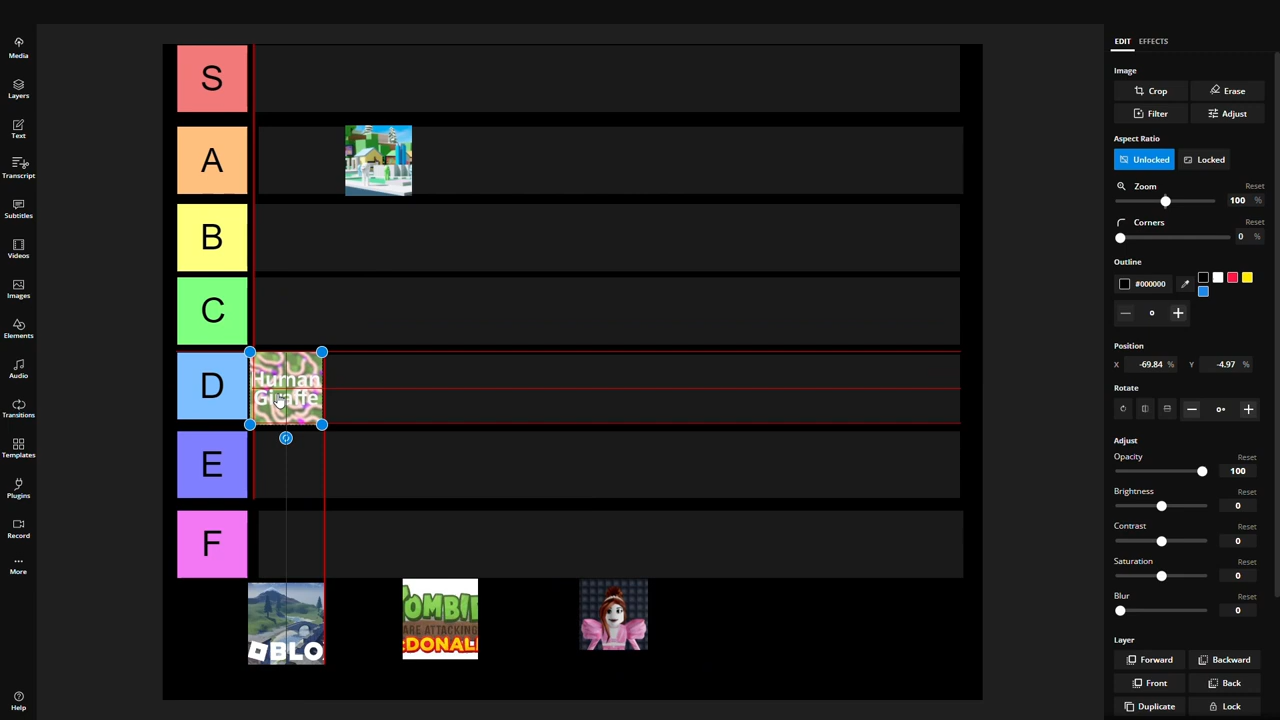 Media
Layers
Text
Transcript
Subtitles
Videos
Images
Elements
Audio
Transitions
Templates
Plugins
Record
More
Help
S
A
B
C
D
E
F
Human
Giraffe
BLO
ZOMBIE
ARE ATTACKING
CDONAL
EDIT EFFECTS
Image
Crop Erase
Filter Adjust
Aspect Ratio
Unlocked Locked
Zoom Reset
100 %
Corners Reset
0 %
Outline
#000000
0
Position
X -69.84 % Y -4.97 %
Rotate
0°
Adjust
Opacity Reset
100
Brightness Reset
0
Contrast Reset
0
Saturation Reset
0
Blur Reset
0
Layer
Forward Backward
Front Back
Duplicate Lock